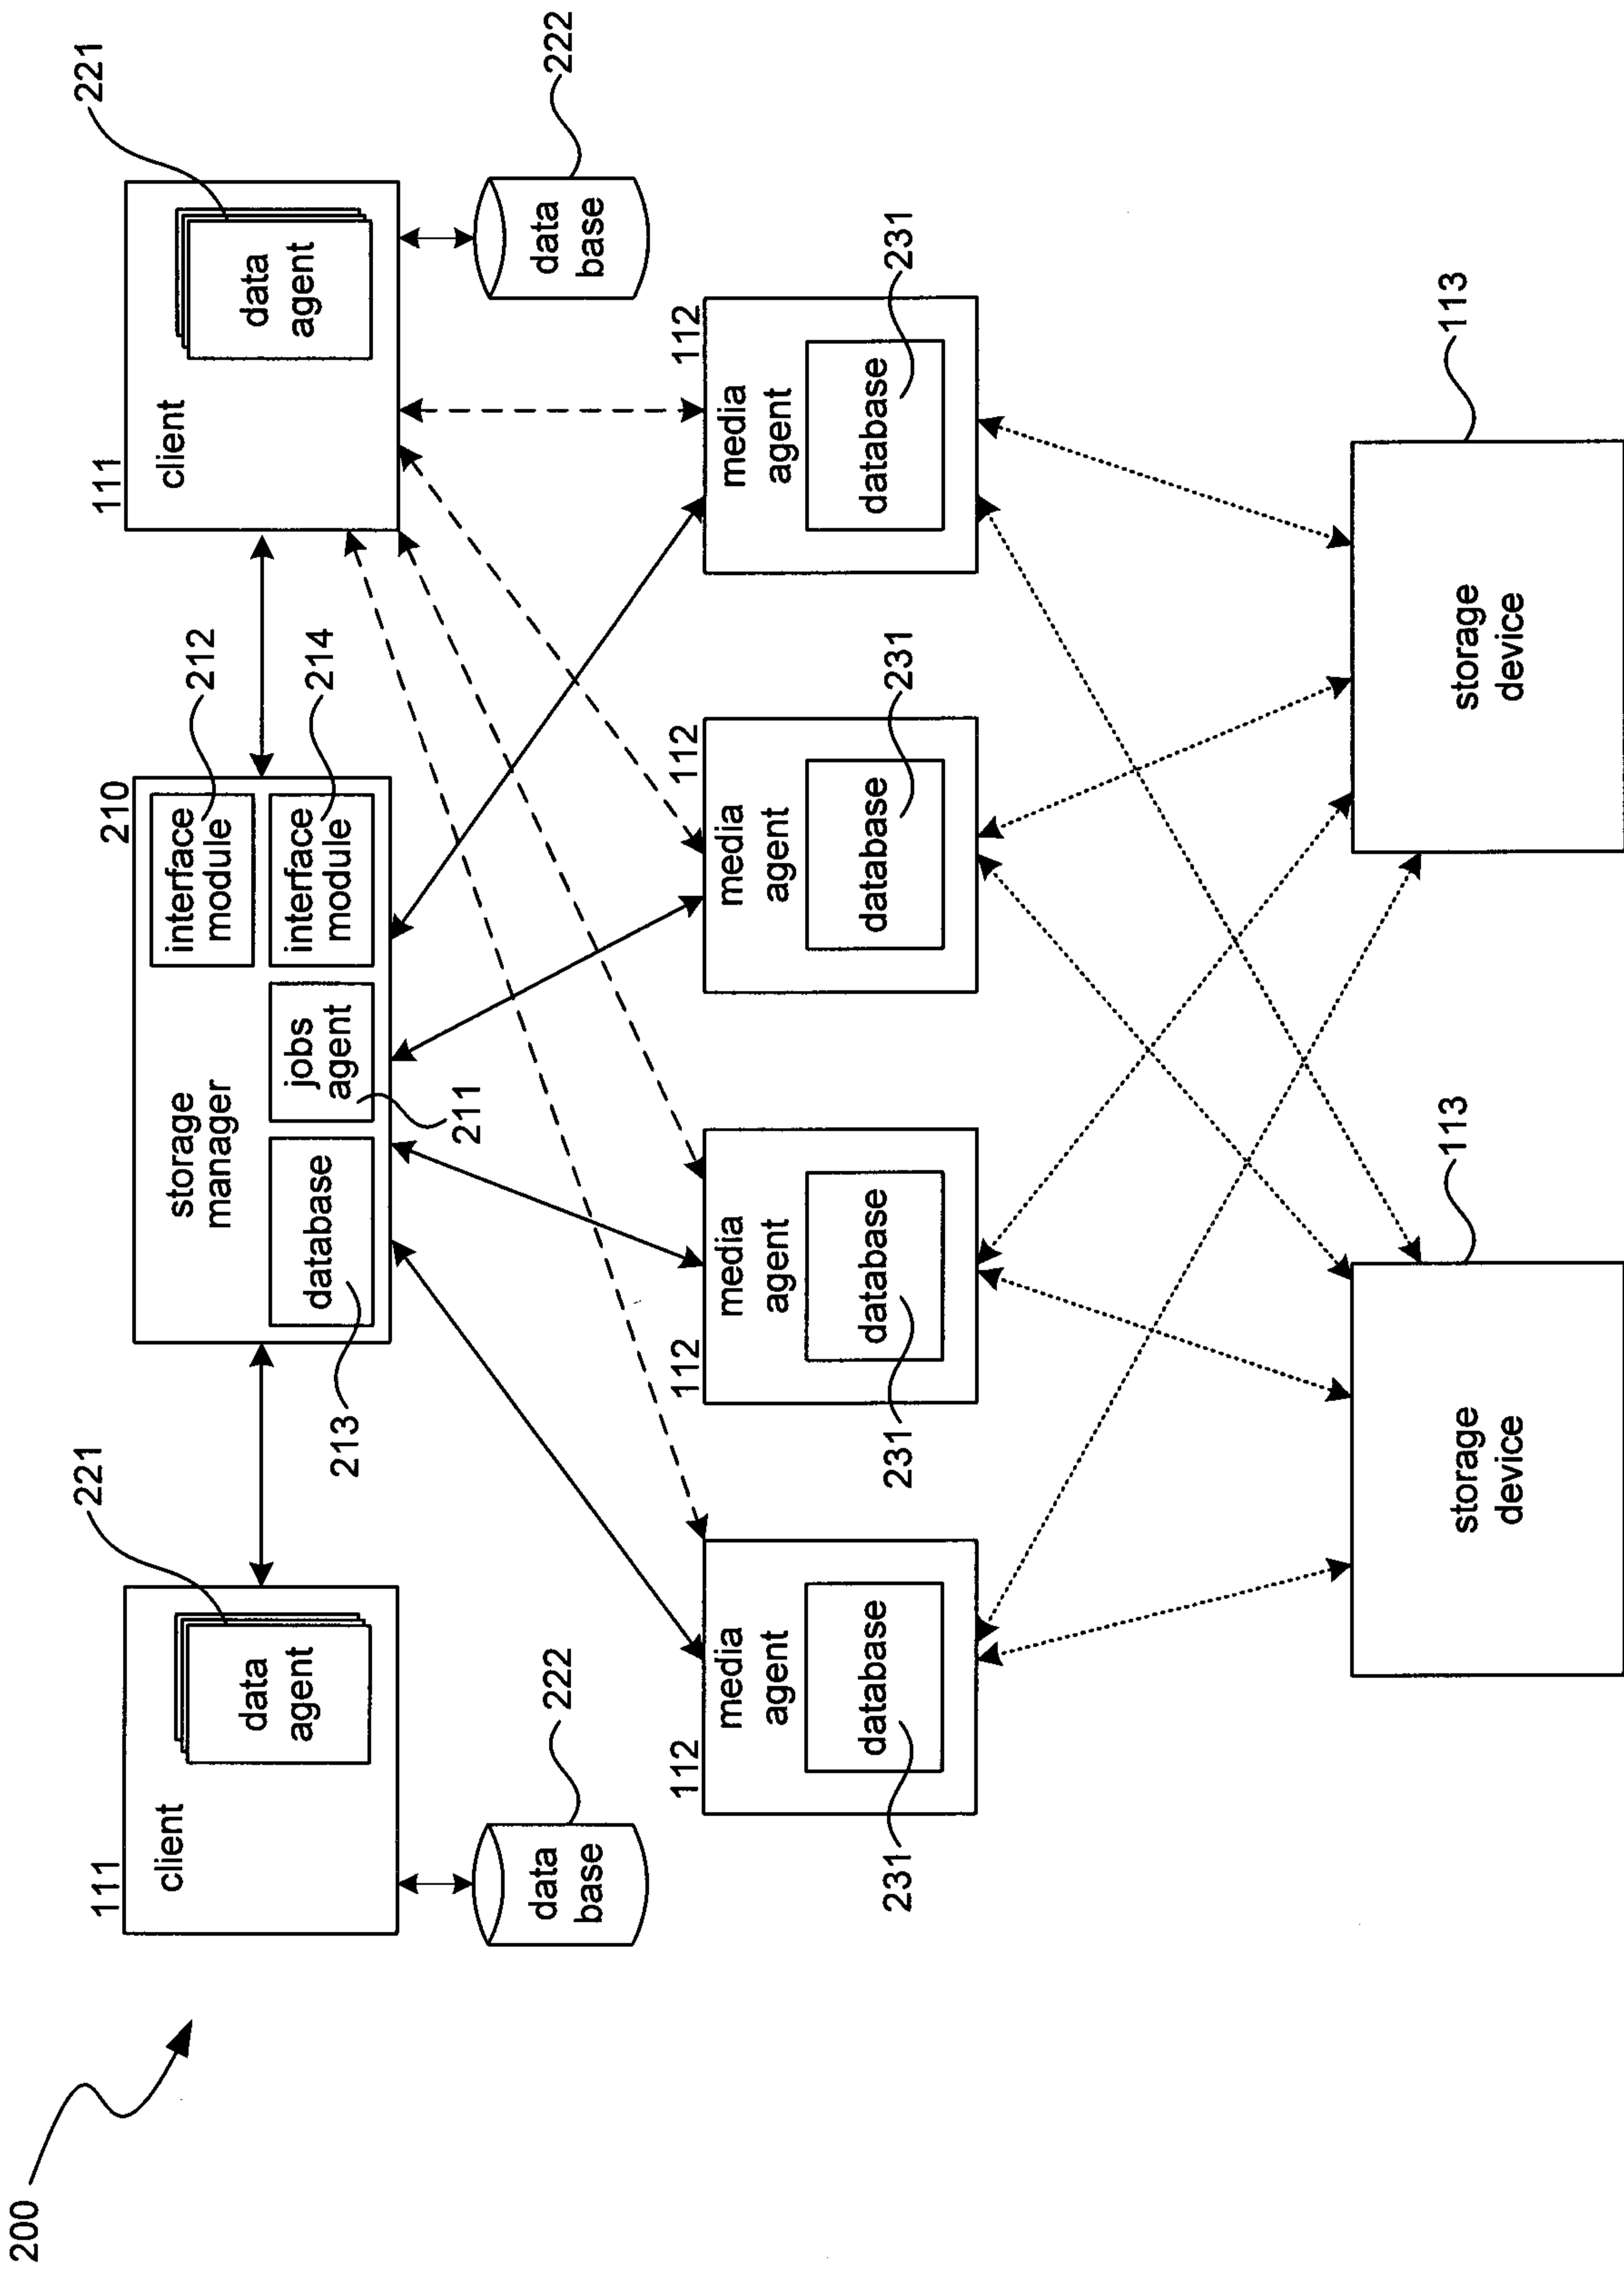 200
111
client
221
data
agent
222
data
base
210
storage
manager
213
database
211
jobs
agent
interface
module
212
interface
module
214
111
client
221
data
agent
222
data
base
112
media
agent
database
231
112
media
agent
database
231
112
media
agent
database
231
112
media
agent
database
231
113
storage
device
113
storage
device